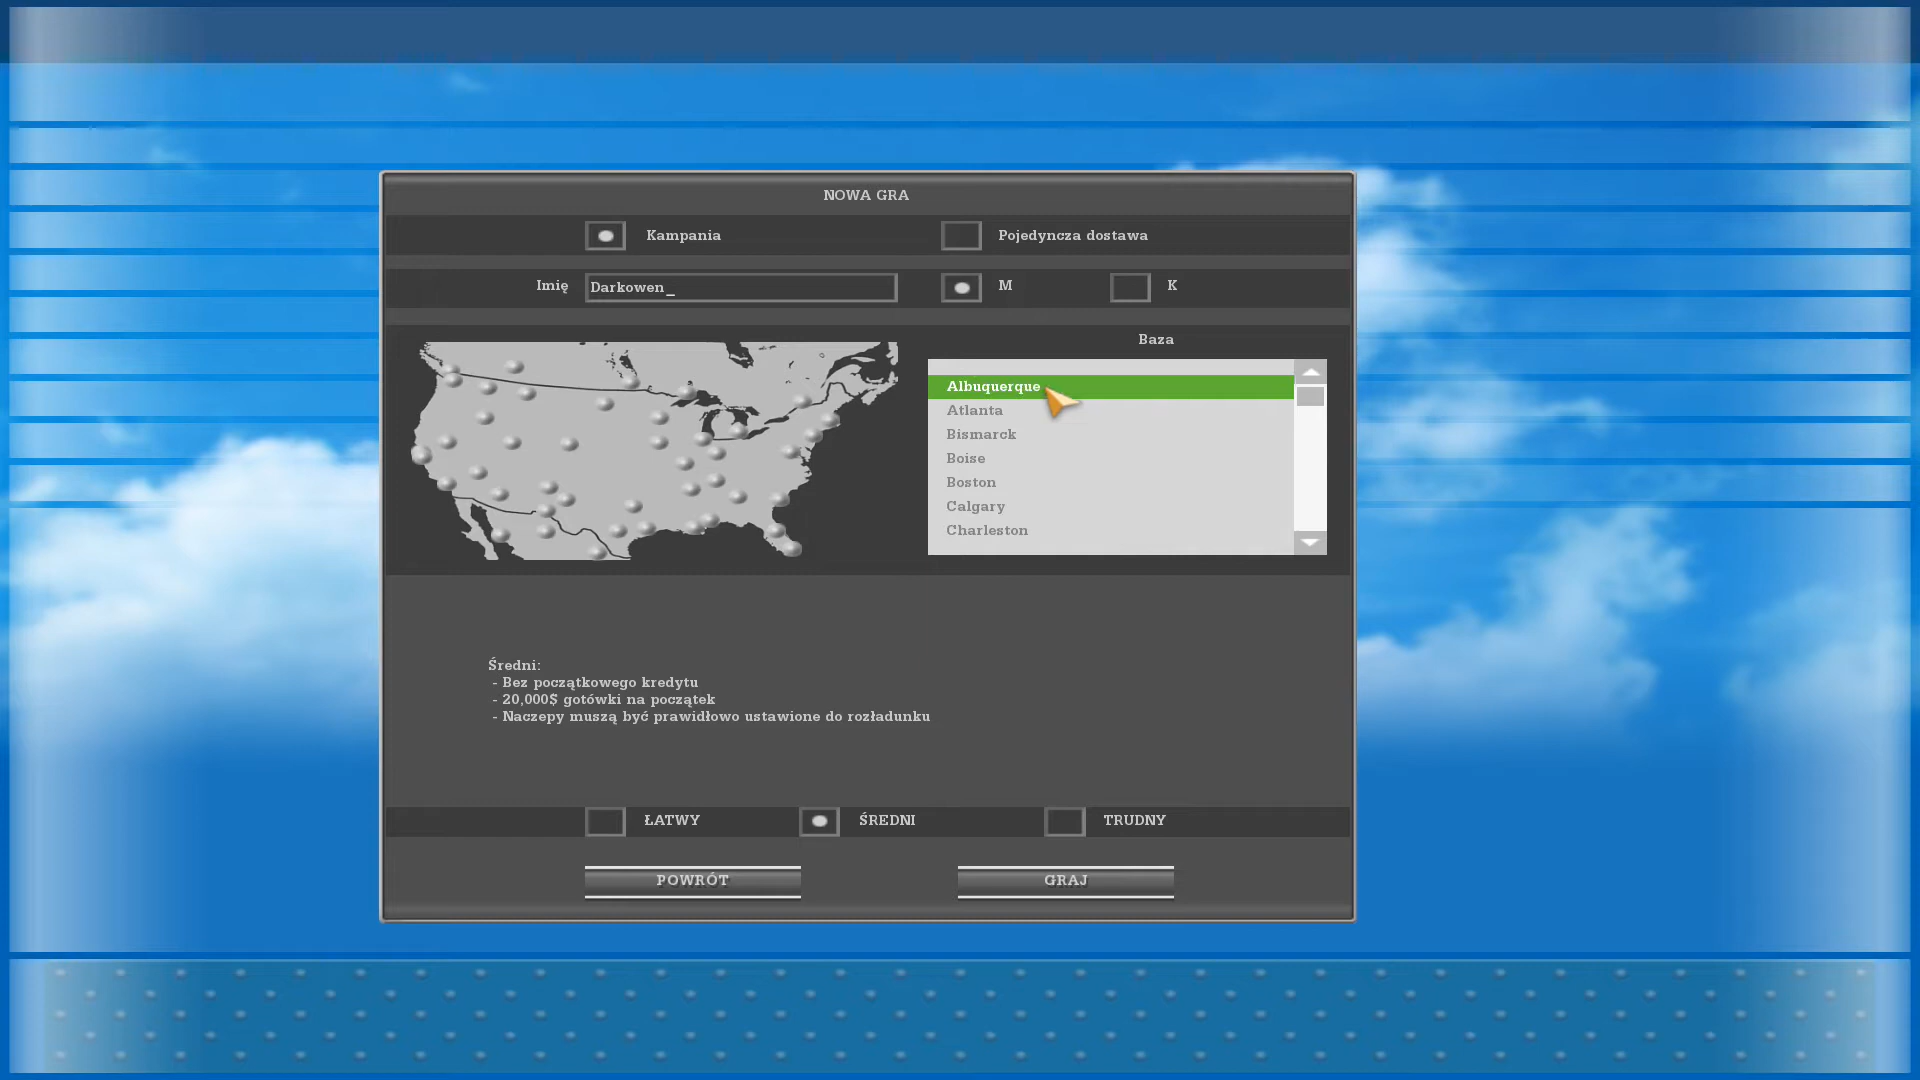 NOWA GRA
Kampania
Pojedyncza dostawa
Imię
Darkowen_
M
K
Baza
Albuquerque
Atlanta
Bismarck
Boise
Boston
Calgary
Charleston
Średni:
- Bez początkowego kredytu
- 20,000$ gotówki na początek
- Naczepy muszą być prawidłowo ustawione do rozładunku
ŁATWY
ŚREDNI
TRUDNY
POWRÓT
GRAJ